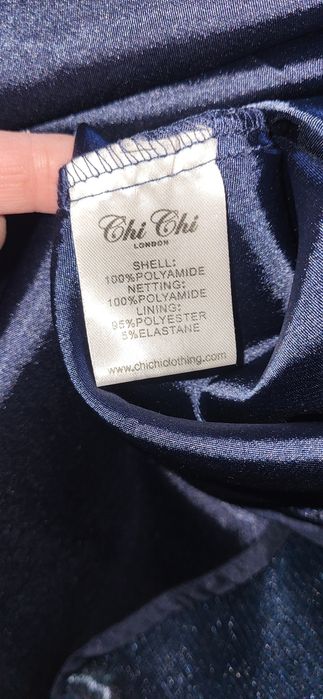 Chi Chi
LONDON
SHELL:
100%POLYAMIDE
NETTING:
100%POLYAMIDE
LINING:
95%POLYESTER
5%ELASTANE
www.chichiclothing.com